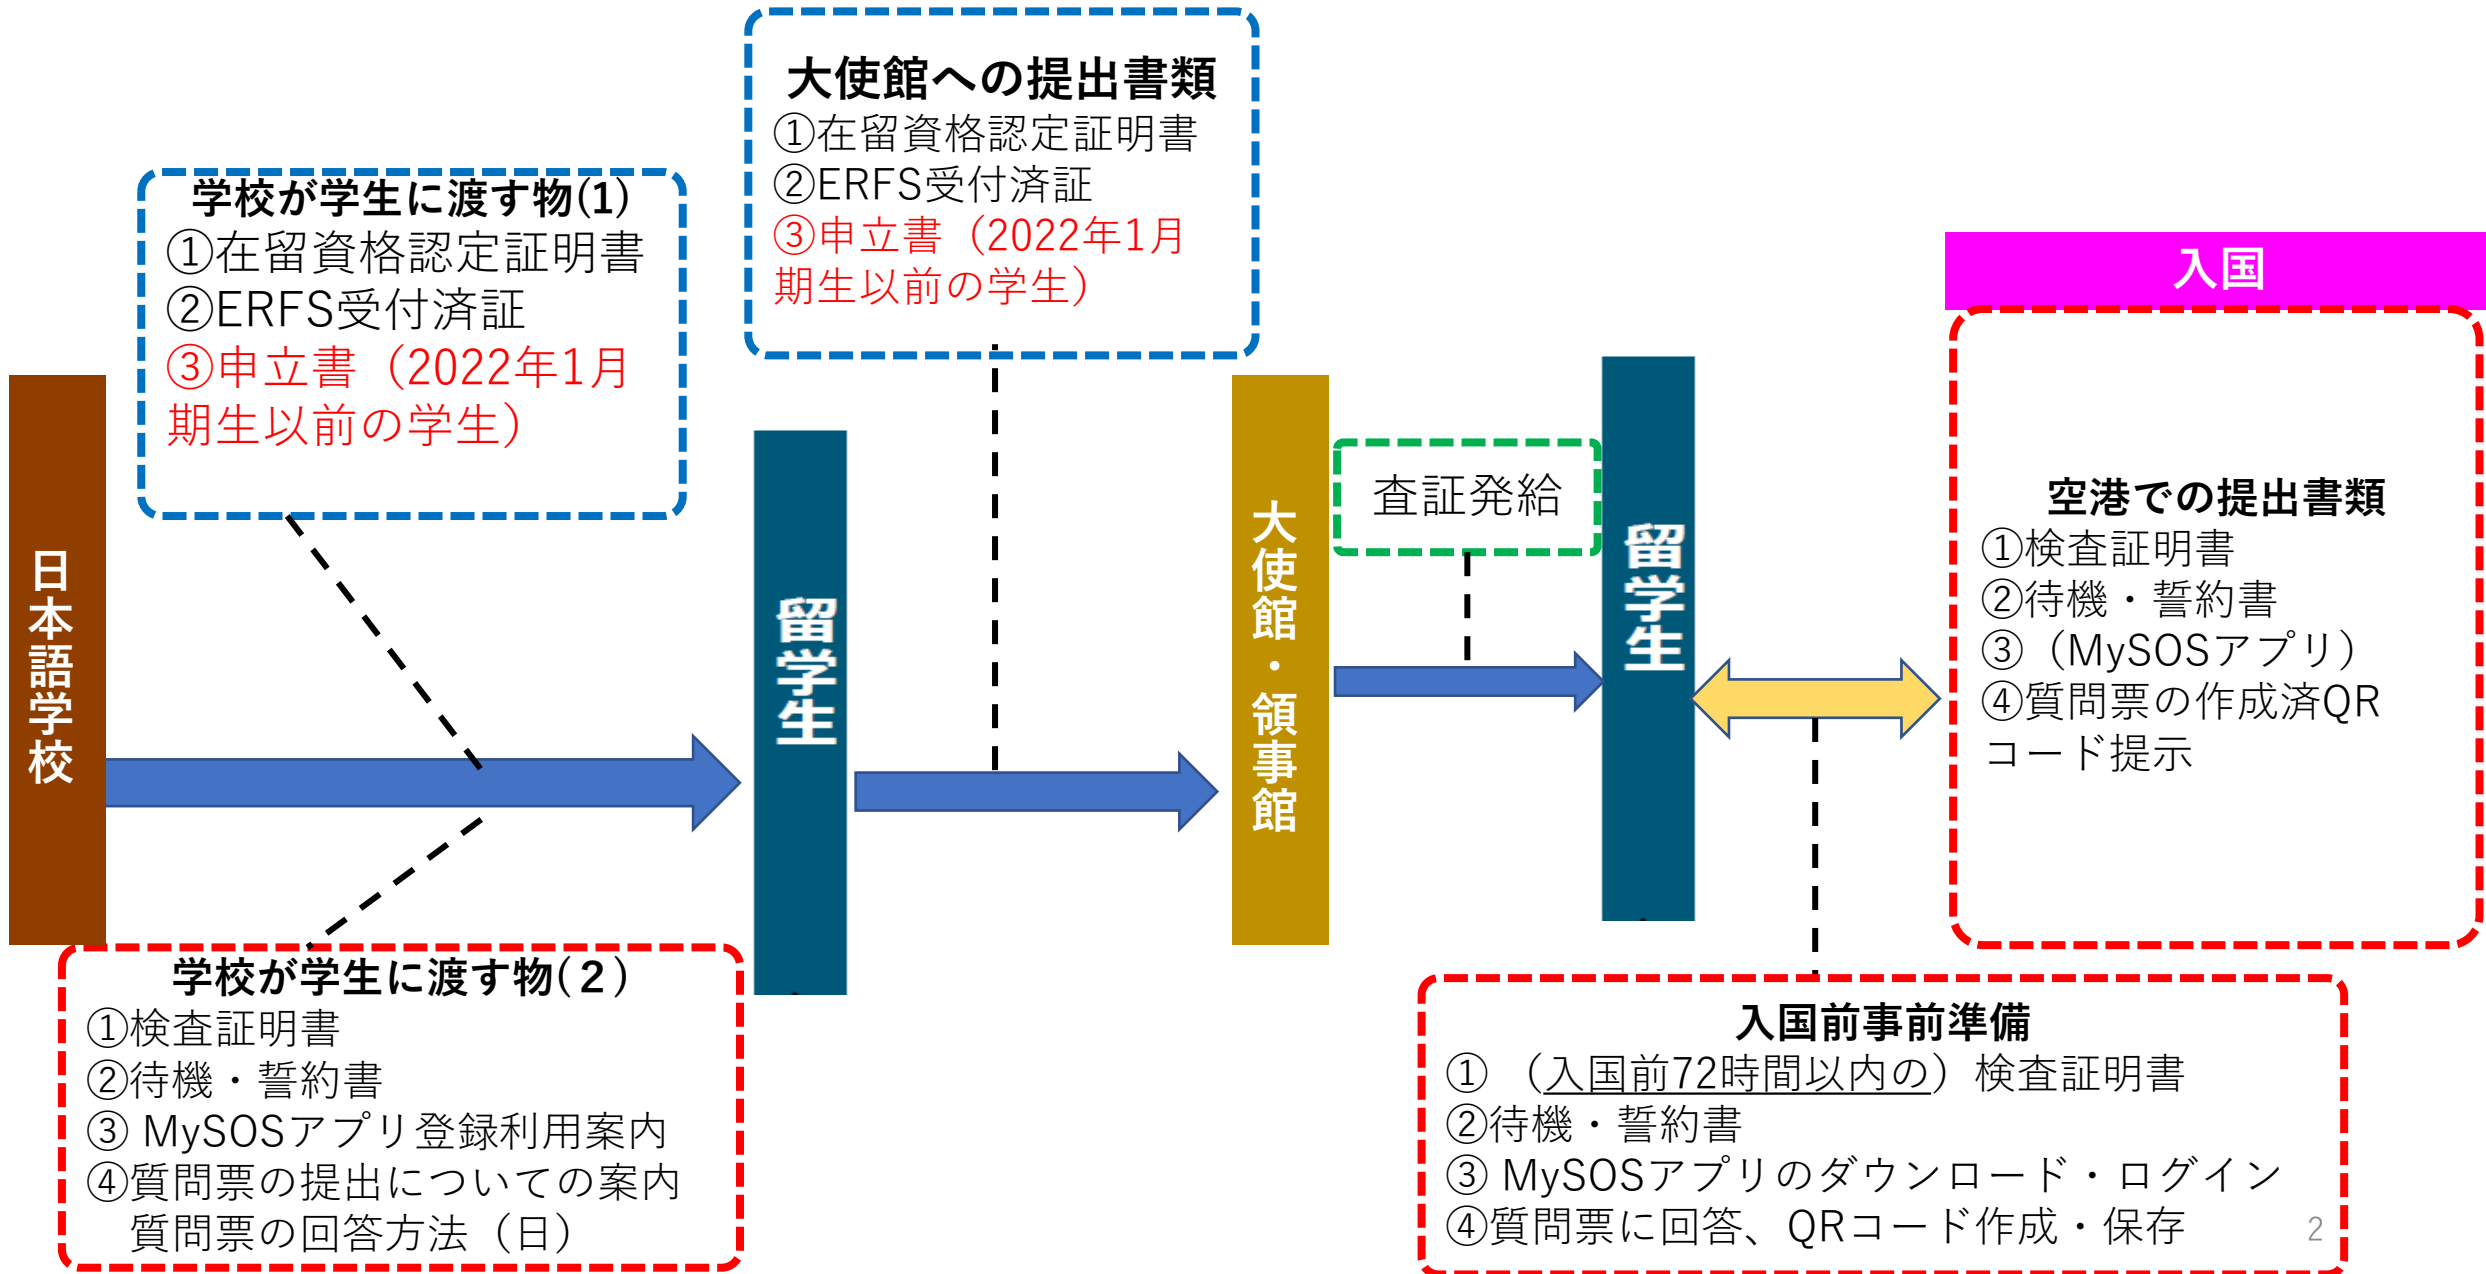 大使館への提出書類
①在留資格認定証明書
②ERFS受付済証
③申立書（2022年1月
期生以前の学生）
学校が学生に渡す物(1)
①在留資格認定証明書
②ERFS受付済証
③申立書（2022年1月
期生以前の学生）
入国
空港での提出書類
①検査証明書
②待機・誓約書
③（MySOSアプリ）
④質問票の作成済QR
コード提示
査証発給
日本語学校
留学生
大使館・領事館
留学生
学校が学生に渡す物(２)
①検査証明書
②待機・誓約書
③ MySOSアプリ登録利用案内
④質問票の提出についての案内
質問票の回答方法（日）
入国前事前準備
① （入国前72時間以内の）検査証明書
②待機・誓約書
③ MySOSアプリのダウンロード・ログイン
④質問票に回答、QRコード作成・保存
2